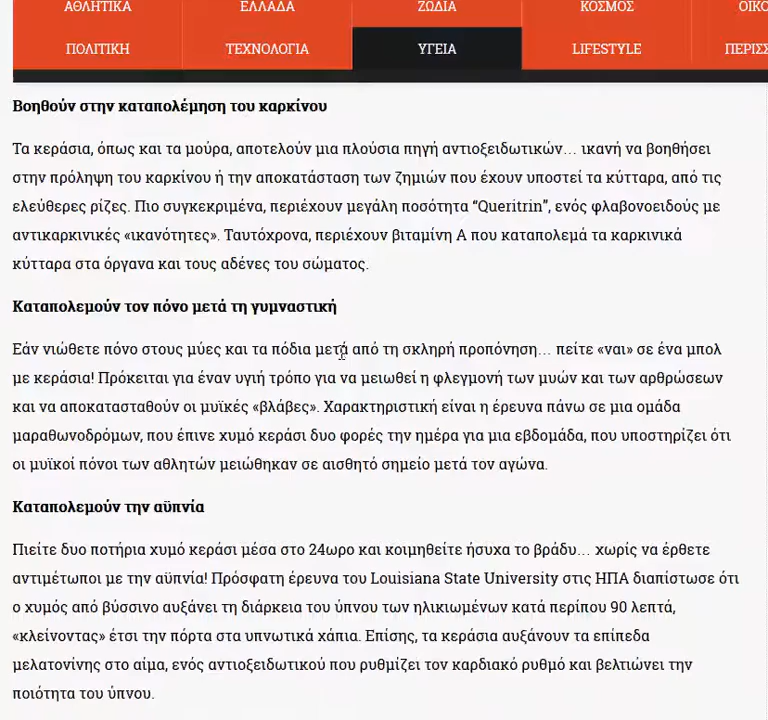 ΑΘΛΗΤΙΚΑ ΕΛΛΑΔΑ ΖΩΔΙΑ ΚΟΣΜΟΣ
ΠΟΛΙΤΙΚΗ ΤΕΧΝΟΛΟΓΙΑ ΥΓΕΙΑ LIFESTYLE
Βοηθούν στην καταπολέμηση του καρκίνου
Τα κεράσια, όπως και τα μούρα, αποτελούν μια πλούσια πηγή αντιοξειδωτικών… ικανή να βοηθήσει
στην πρόληψη του καρκίνου ή την αποκατάσταση των ζημιών που έχουν υποστεί τα κύτταρα, από τις
ελεύθερες ρίζες. Πιο συγκεκριμένα, περιέχουν μεγάλη ποσότητα “Queritrin”, ενός φλαβονοειδούς με
αντικαρκινικές «ικανότητες». Ταυτόχρονα, περιέχουν βιταμίνη Α που καταπολεμά τα καρκινικά
κύτταρα στα όργανα και τους αδένες του σώματος.
Καταπολεμούν τον πόνο μετά τη γυμναστική
Εάν νιώθετε πόνο στους μύες και τα πόδια μετά από τη σκληρή προπόνηση… πείτε «ναι» σε ένα μπολ
με κεράσια! Πρόκειται για έναν υγιή τρόπο για να μειωθεί η φλεγμονή των μυών και των αρθρώσεων
και να αποκατασταθούν οι μυϊκές «βλάβες». Χαρακτηριστική είναι η έρευνα πάνω σε μια ομάδα
μαραθωνοδρόμων, που έπινε χυμό κεράσι δυο φορές την ημέρα για μια εβδομάδα, που υποστηρίζει ότι
οι μυϊκοί πόνοι των αθλητών μειώθηκαν σε αισθητό σημείο μετά τον αγώνα.
Καταπολεμούν την αϋπνία
Πιείτε δυο ποτήρια χυμό κεράσι μέσα στο 24ωρο και κοιμηθείτε ήσυχα το βράδυ… χωρίς να έρθετε
αντιμέτωποι με την αϋπνία! Πρόσφατη έρευνα του Louisiana State University στις ΗΠΑ διαπίστωσε ότι
ο χυμός από βύσσινο αυξάνει τη διάρκεια του ύπνου των ηλικιωμένων κατά περίπου 90 λεπτά,
«κλείνοντας» έτσι την πόρτα στα υπνωτικά χάπια. Επίσης, τα κεράσια αυξάνουν τα επίπεδα
μελατονίνης στο αίμα, ενός αντιοξειδωτικού που ρυθμίζει τον καρδιακό ρυθμό και βελτιώνει την
ποιότητα του ύπνου.